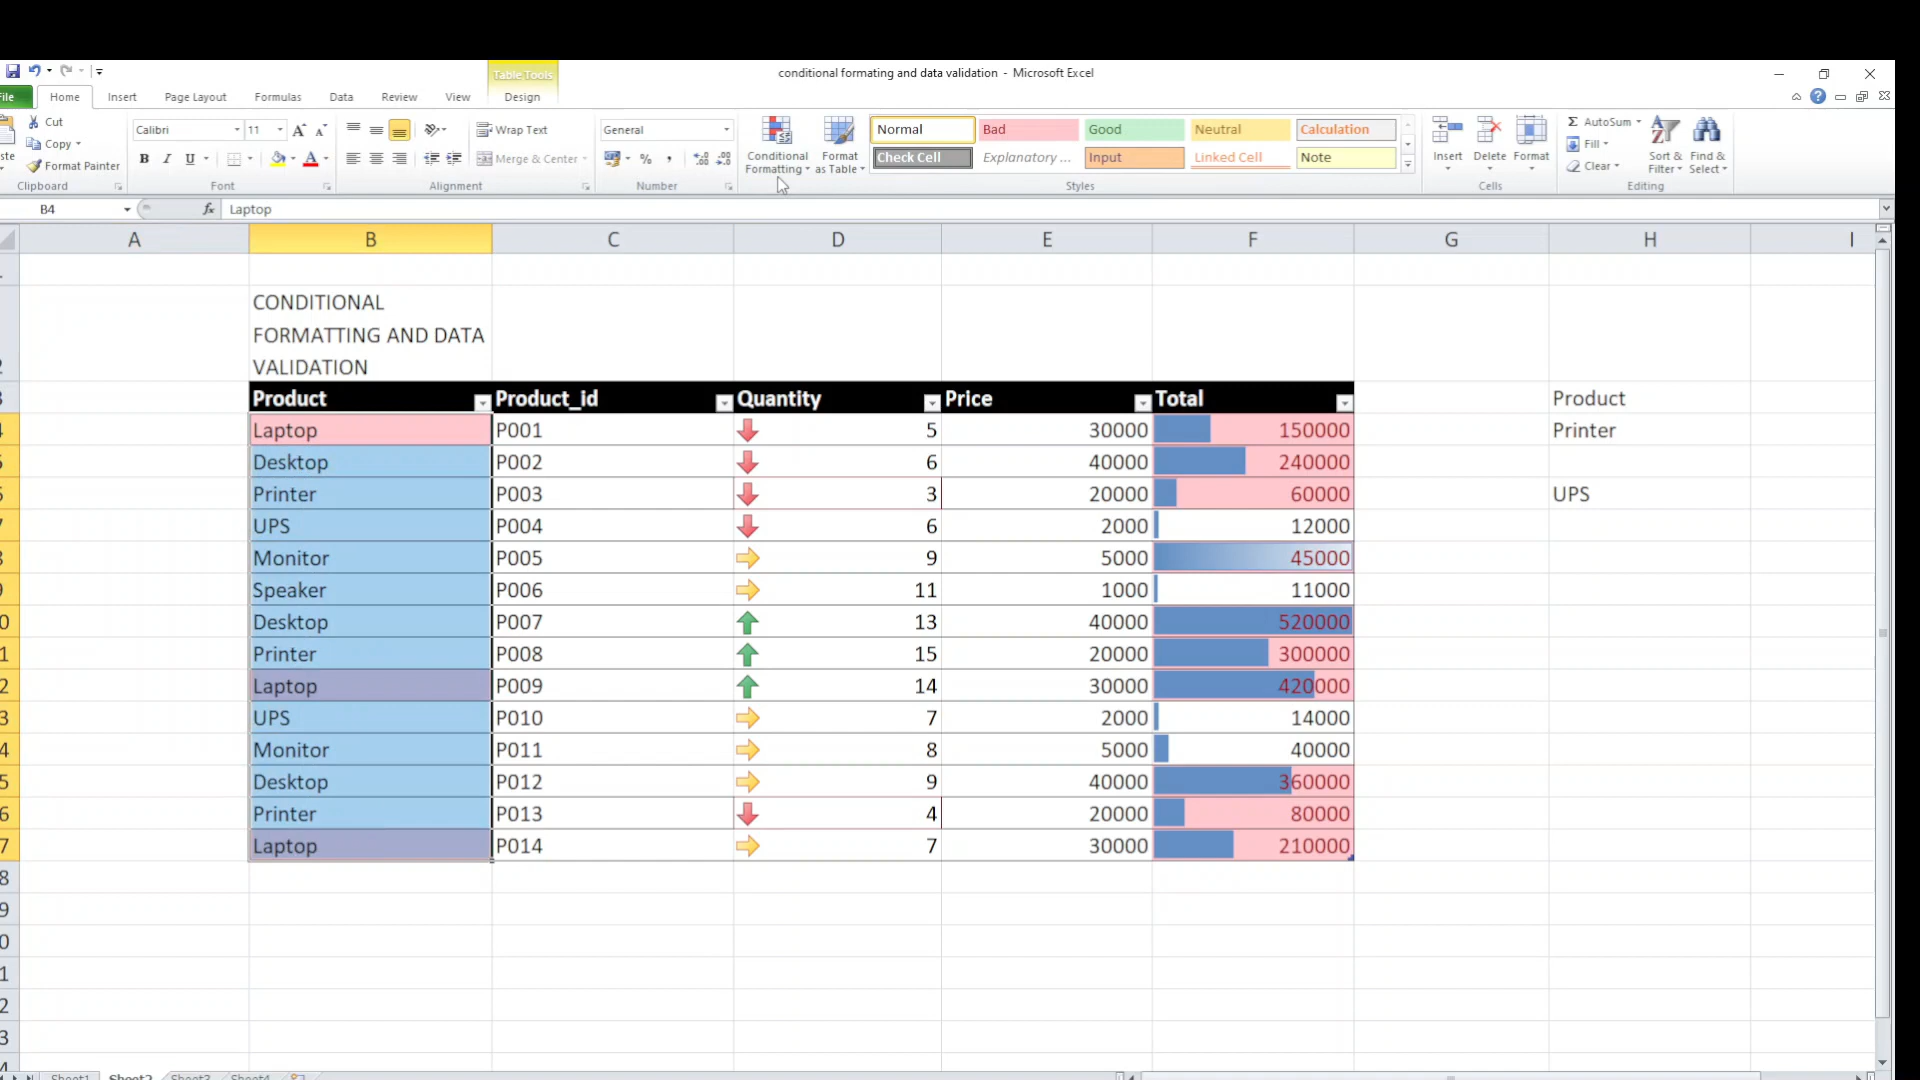 Table Tools
conditional formating and data validation - Microsoft Excel
File Home Insert Page Layout Formulas Data Review View Design
Cut
Copy
Format Painter
Clipboard
Calibri 11
B I U
Font
Wrap Text
Merge & Center
Alignment
General
%
Number
Conditional Formatting
Format as Table
Normal Bad Good Neutral Calculation
Check Cell Explanatory ... Input Linked Cell Note
Styles
Insert Delete Format
Cells
Σ AutoSum
Fill
Clear
Sort & Filter
Find & Select
Editing
B4 fx Laptop
A B C D E F G H I
CONDITIONAL
FORMATTING AND DATA
VALIDATION
Product Product_id Quantity Price Total Product
Laptop P001 5 30000 150000 Printer
Desktop P002 6 40000 240000
Printer P003 3 20000 60000 UPS
UPS P004 6 2000 12000
Monitor P005 9 5000 45000
Speaker P006 11 1000 11000
Desktop P007 13 40000 520000
Printer P008 15 20000 300000
Laptop P009 14 30000 420000
UPS P010 7 2000 14000
Monitor P011 8 5000 40000
Desktop P012 9 40000 360000
Printer P013 4 20000 80000
Laptop P014 7 30000 210000
Sheet1 Sheet2 Sheet3 Sheet4